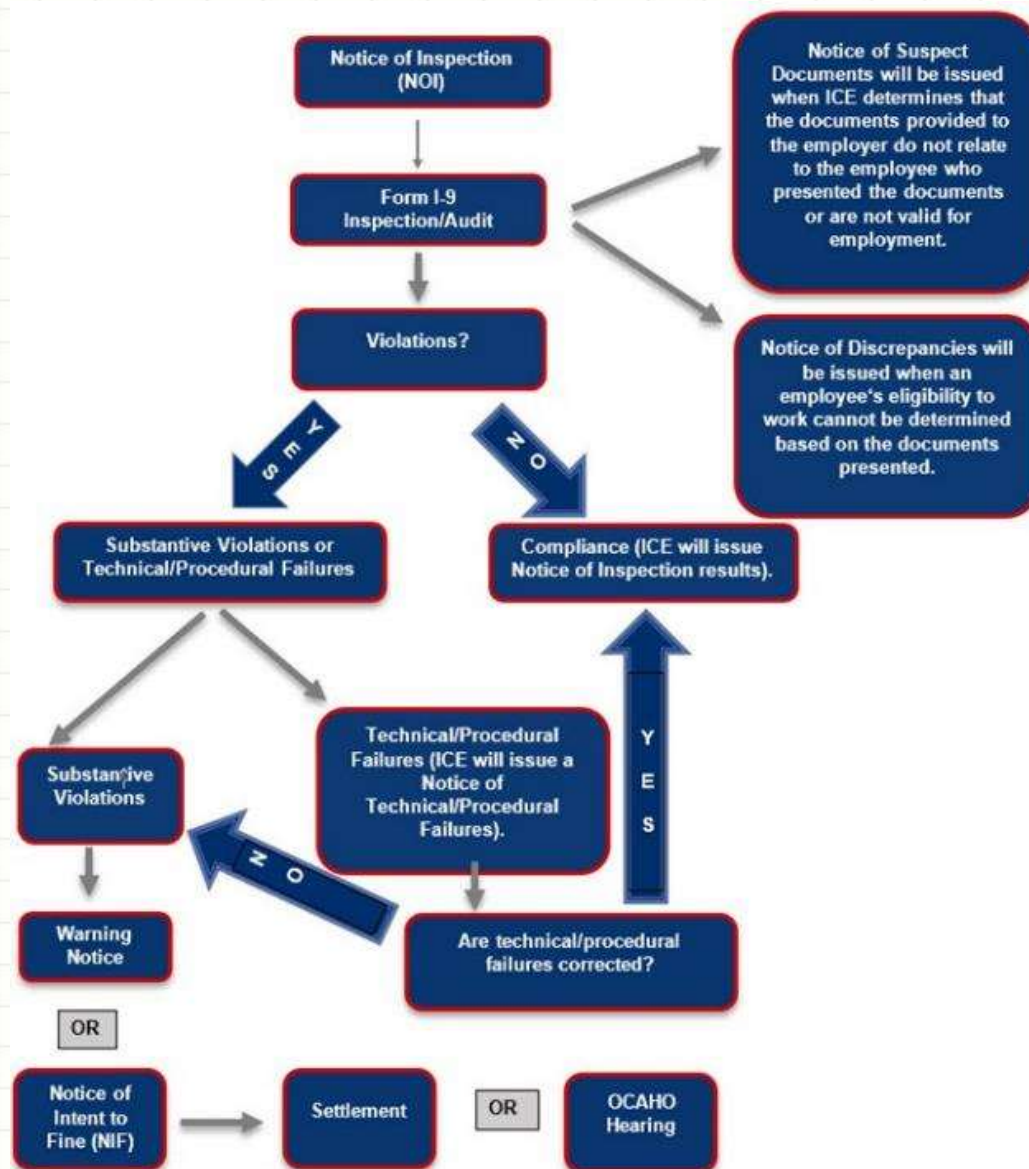 Notice of Inspection
(NOI)
Notice of Suspect
Documents will be issued
when ICE determines that
the documents provided to
the employer do not relate
to the employee who
presented the documents
or are not valid for
employment.
Form I-9
Inspection/Audit
Violations?
Notice of Discrepancies will
be issued when an
employee's eligibility to
work cannot be determined
based on the documents
presented.
YES
NO
Substantive Violations or
Technical/Procedural Failures
Compliance (ICE will issue
Notice of Inspection results).
Substantive
Violations
Technical/Procedural
Failures (ICE will issue a
Notice of
Technical/Procedural
Failures).
YES
NO
Warning
Notice
Are technical/procedural
failures corrected?
OR
Notice of
Intent to
Fine (NIF)
Settlement
OR
OCAHO
Hearing